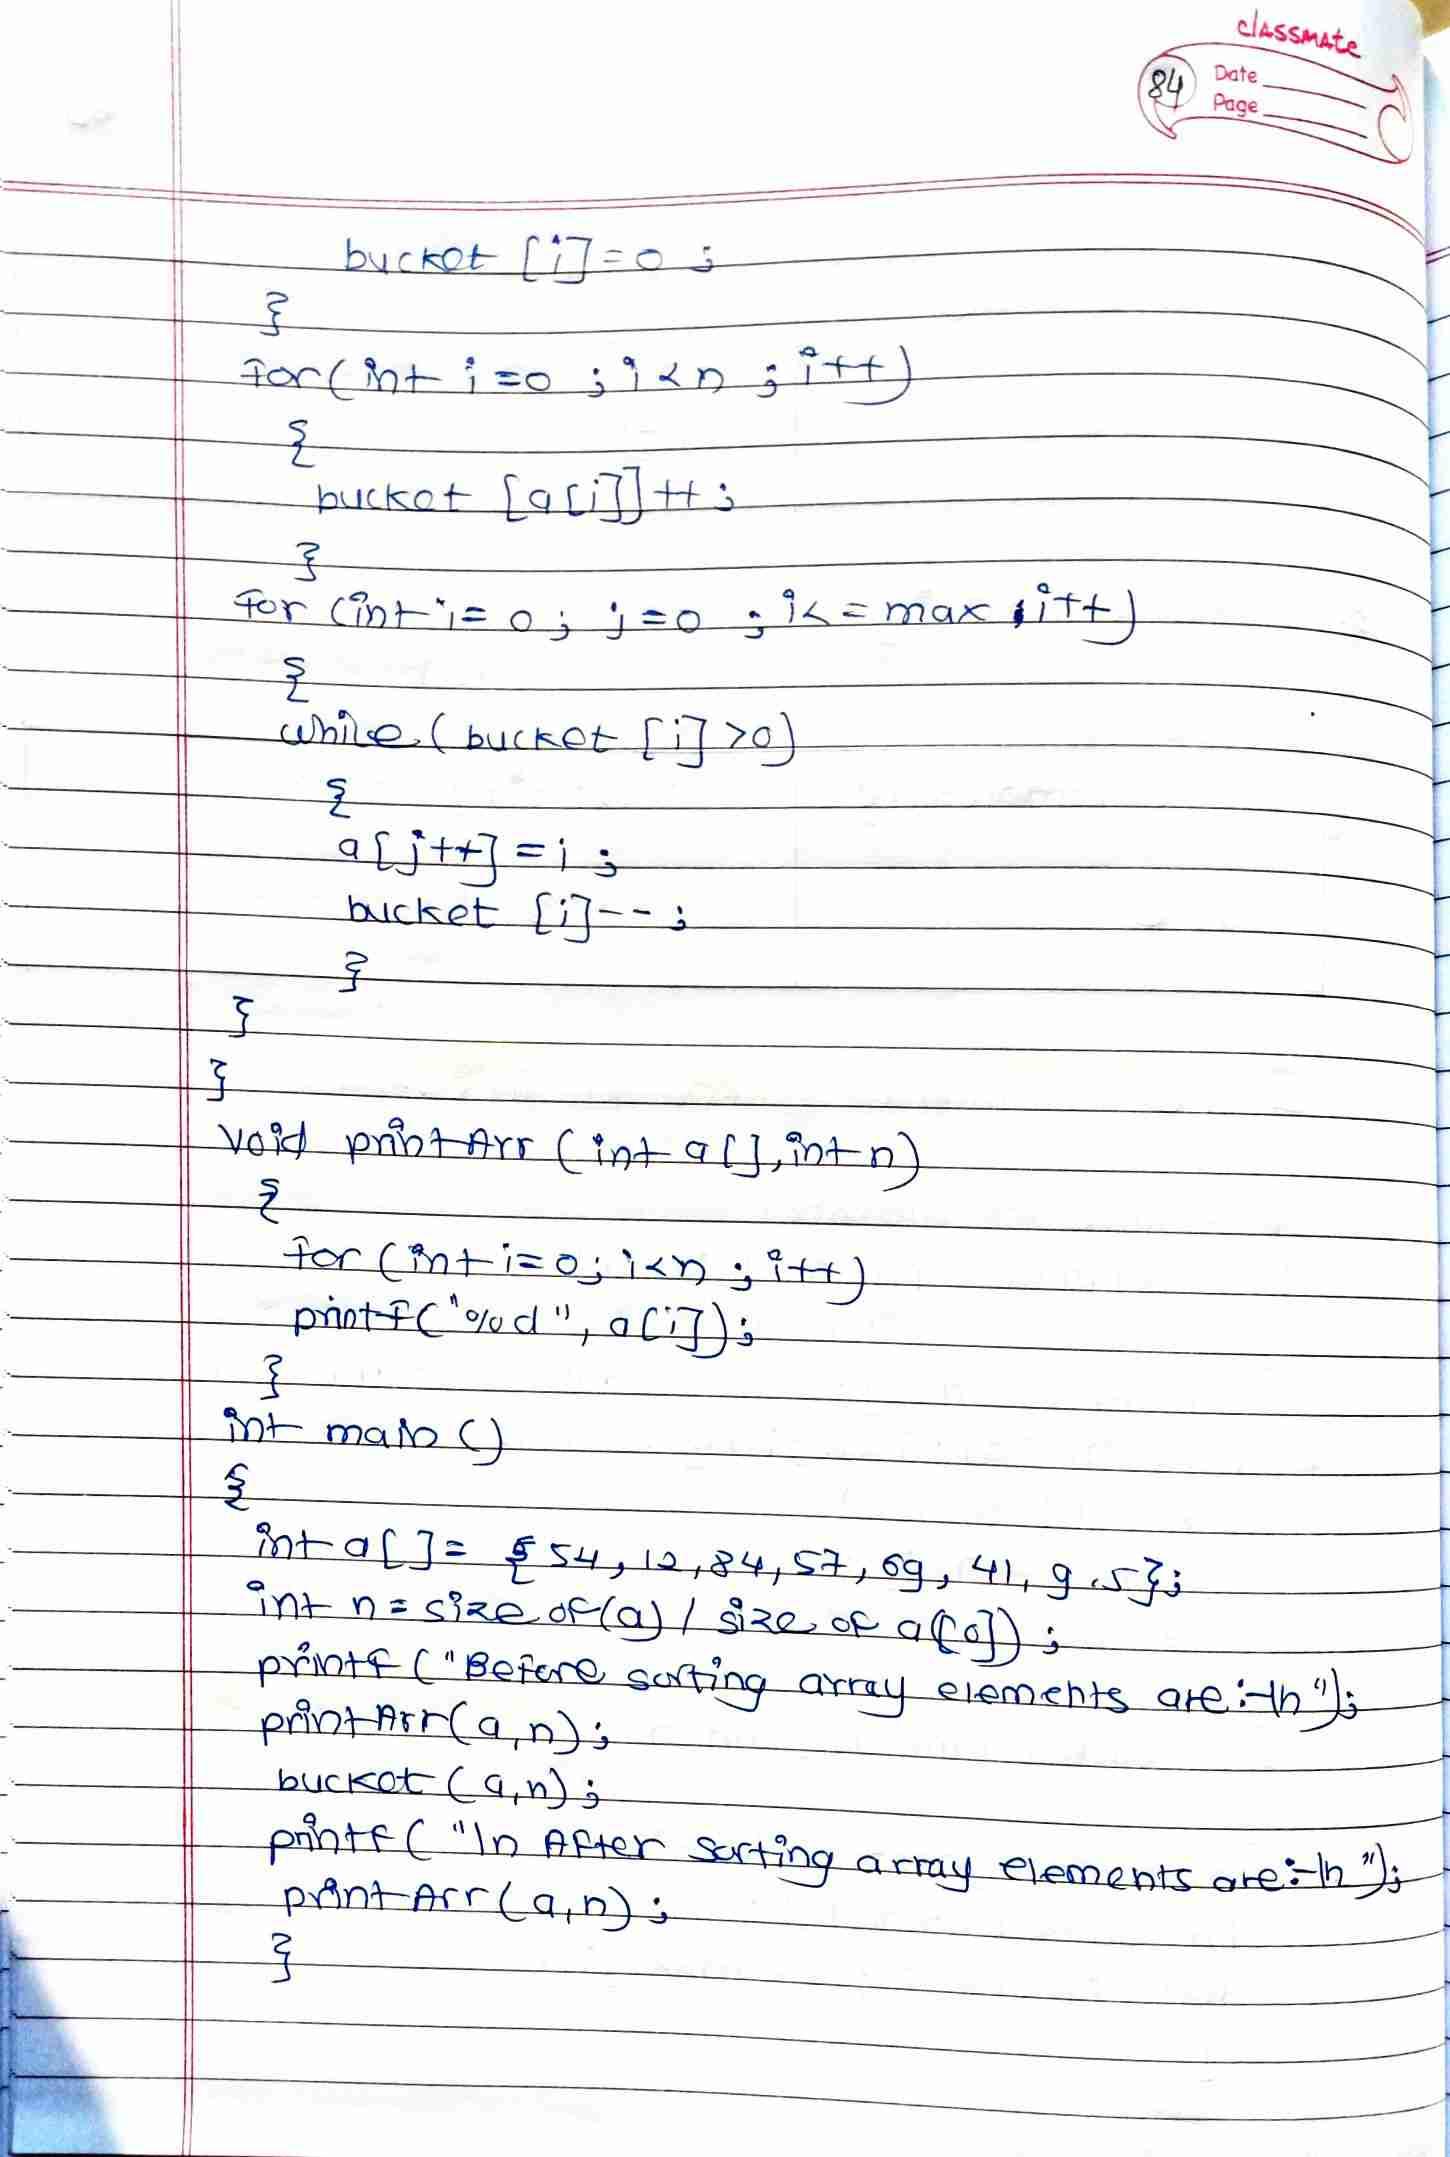 classmate
84
Date
Page
bucket [i]=0 ;
}
for(int i=0 ; i<n ; i++)
{
bucket [a[i]]++ ;
}
for (int i=0 ; j=0 ; i<=max ; i++)
{
while(bucket [i]>0)
{
a[j++]=i ;
bucket [i]-- ;
}
}
}
void printArr (int a[], int n)
{
for (int i=0 ; i<n ; i++)
printf("%d", a[i]);
}
int main ()
{
int a[]= {54, 12, 84, 57, 69, 41, 9, 5};
int n = size of(a) / size of a([0]) ;
printf ("Before sorting array elements are:-\n");
printArr(a,n) ;
bucket (a,n) ;
printf( "\n After sorting array elements are:-\n");
printArr(a,n) ;
}